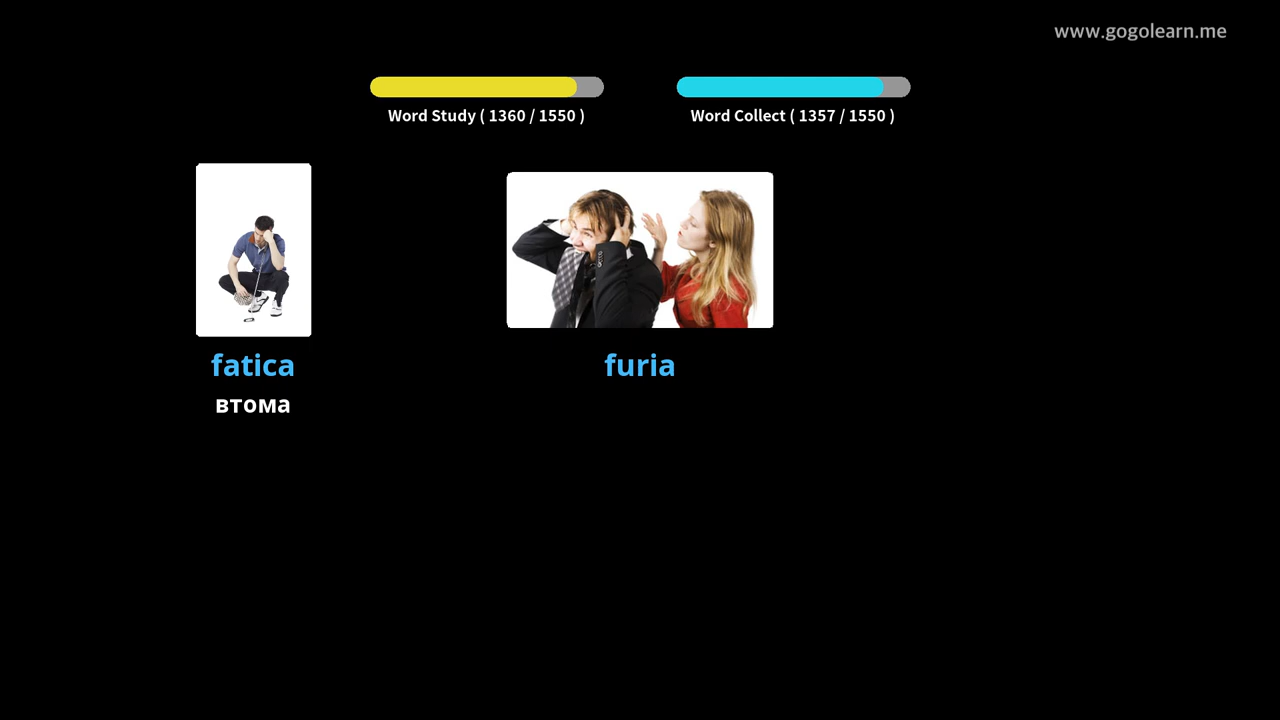 www.gogolearn.me
Word Study ( 1360 / 1550 )
Word Collect ( 1357 / 1550 )
fatica
втома
furia